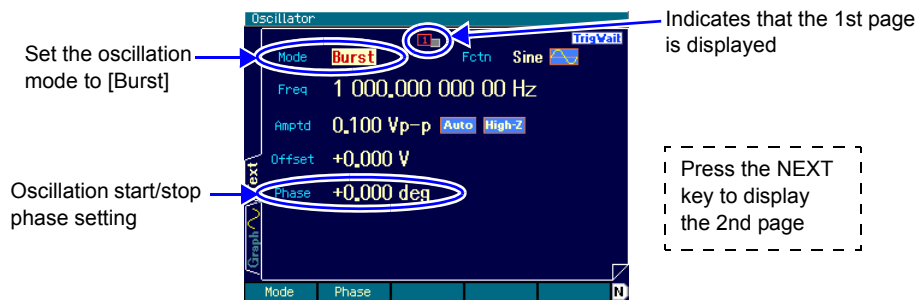 Oscillator
Indicates that the 1st page
is displayed
Set the oscillation
mode to [Burst]
1
TrigWait
Mode Burst Fctn Sine
Freq 1 000.000 000 00 Hz
Amptd 0.100 Vp-p Auto High-Z
Offset +0.000 V
Phase +0.000 deg
Oscillation start/stop
phase setting
Press the NEXT
key to display
the 2nd page
Graph
Mode Phase N